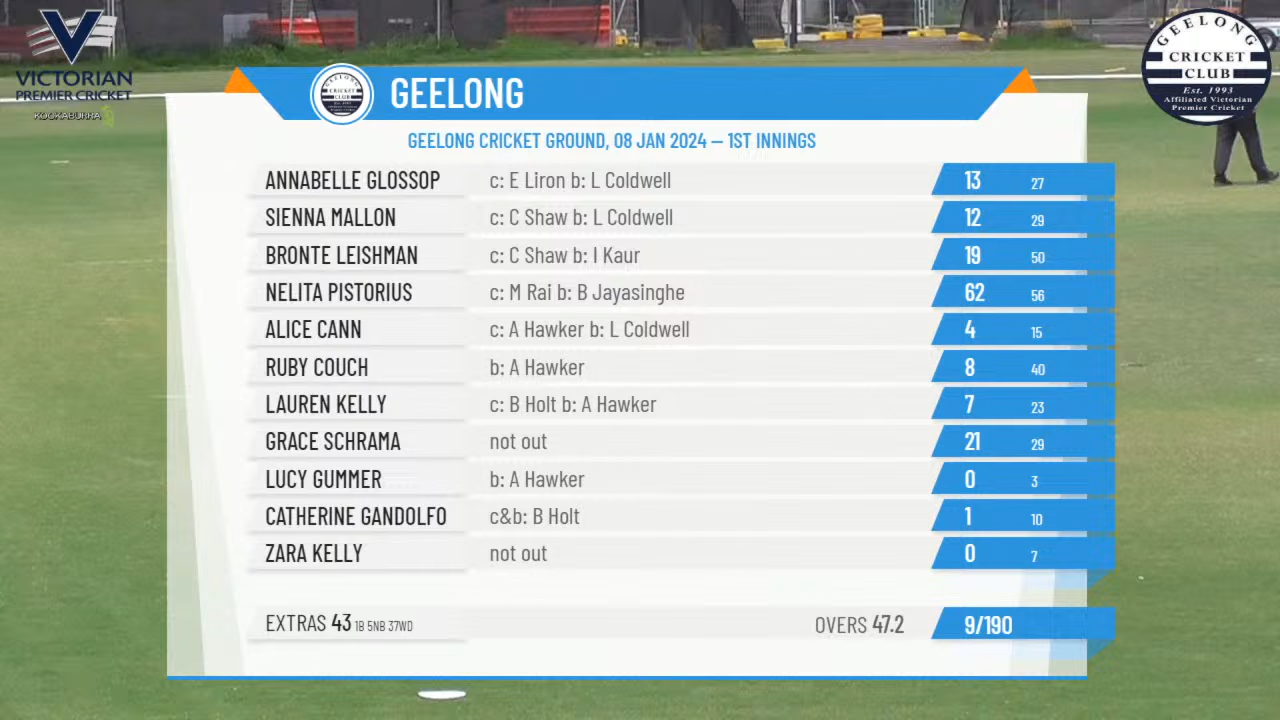 VICTORIAN
PREMIER CRICKET
KOOKABURRA
GEELONG
CRICKET
CLUB
Est. 1993
Affiliated Victorian
Premier Cricket
GEELONG
GEELONG CRICKET GROUND, 08 JAN 2024 – 1ST INNINGS
ANNABELLE GLOSSOP c: E Liron b: L Coldwell 13 27
SIENNA MALLON c: C Shaw b: L Coldwell 12 29
BRONTE LEISHMAN c: C Shaw b: I Kaur 19 50
NELITA PISTORIUS c: M Rai b: B Jayasinghe 62 56
ALICE CANN c: A Hawker b: L Coldwell 4 15
RUBY COUCH b: A Hawker 8 40
LAUREN KELLY c: B Holt b: A Hawker 7 23
GRACE SCHRAMA not out 21 29
LUCY GUMMER b: A Hawker 0 3
CATHERINE GANDOLFO c&b: B Holt 1 10
ZARA KELLY not out 0 7
EXTRAS 43 1B 5NB 37WD OVERS 47.2 9/190